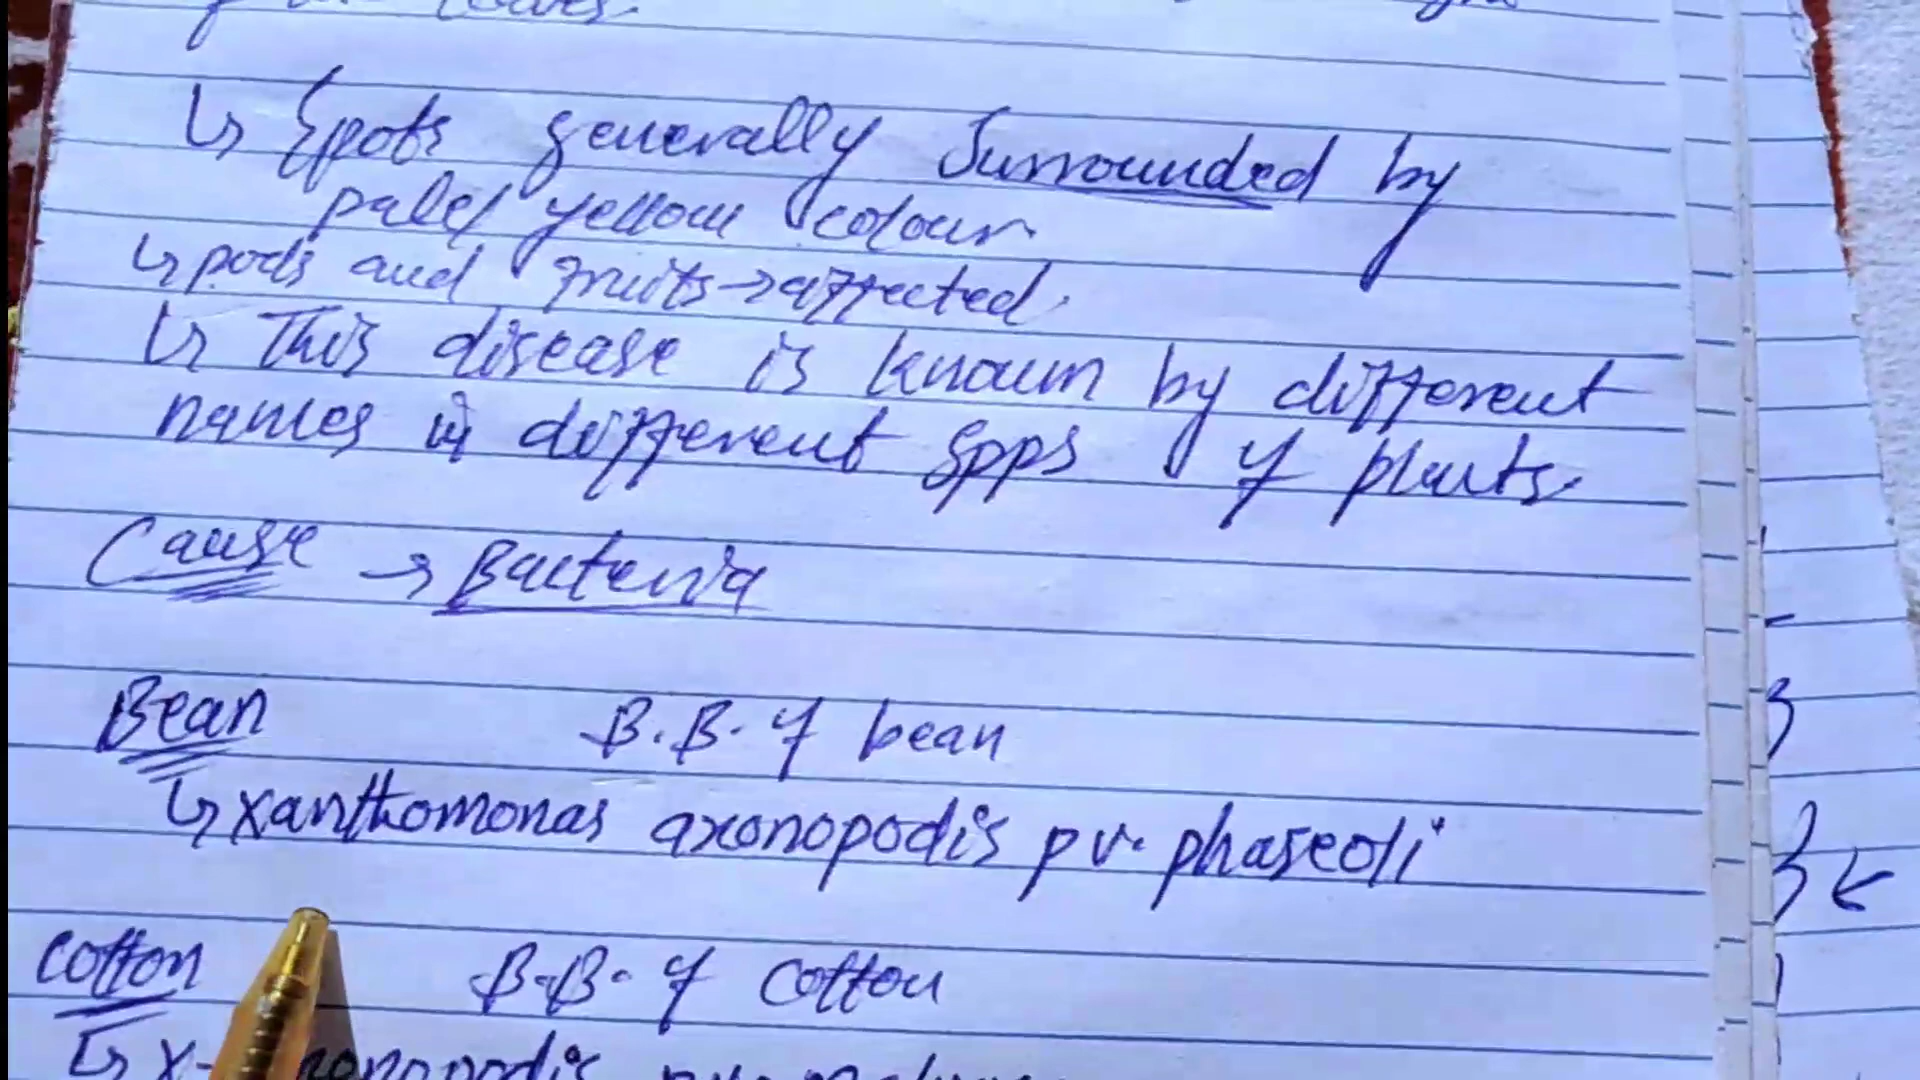 leaves.
↳ Spots generally surrounded by
pale yellow colour
↳ pods and fruits → affected.
↳ This disease is known by different
names in different Spps of plants.
Cause → Bacteria
Bean B.B. of bean
↳ xanthomonas axonopodis pv. phaseoli
Cotton B.B. of Cotton
↳ X-